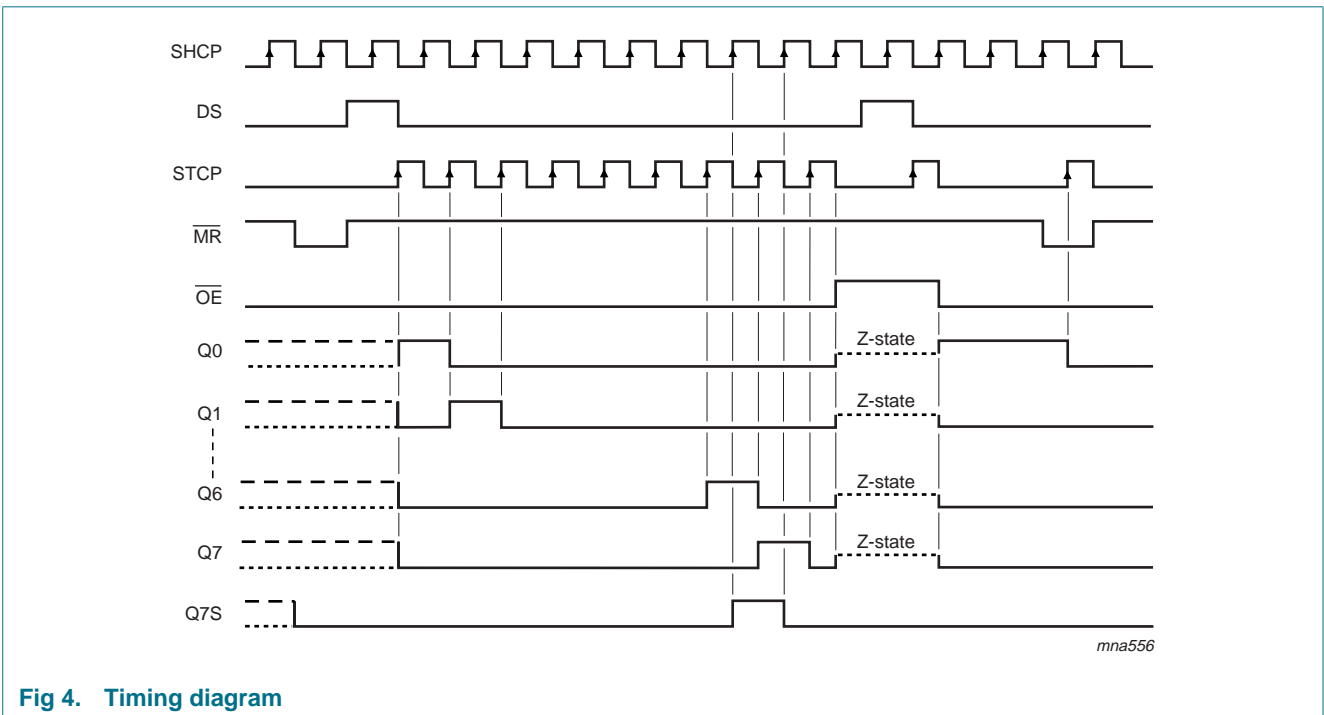 SHCP
DS
STCP
MR
OE
Z-state
Q0
Z-state
Q1
Z-state
Q6
Z-state
Q7
Q7S
mna556
Fig 4. Timing diagram